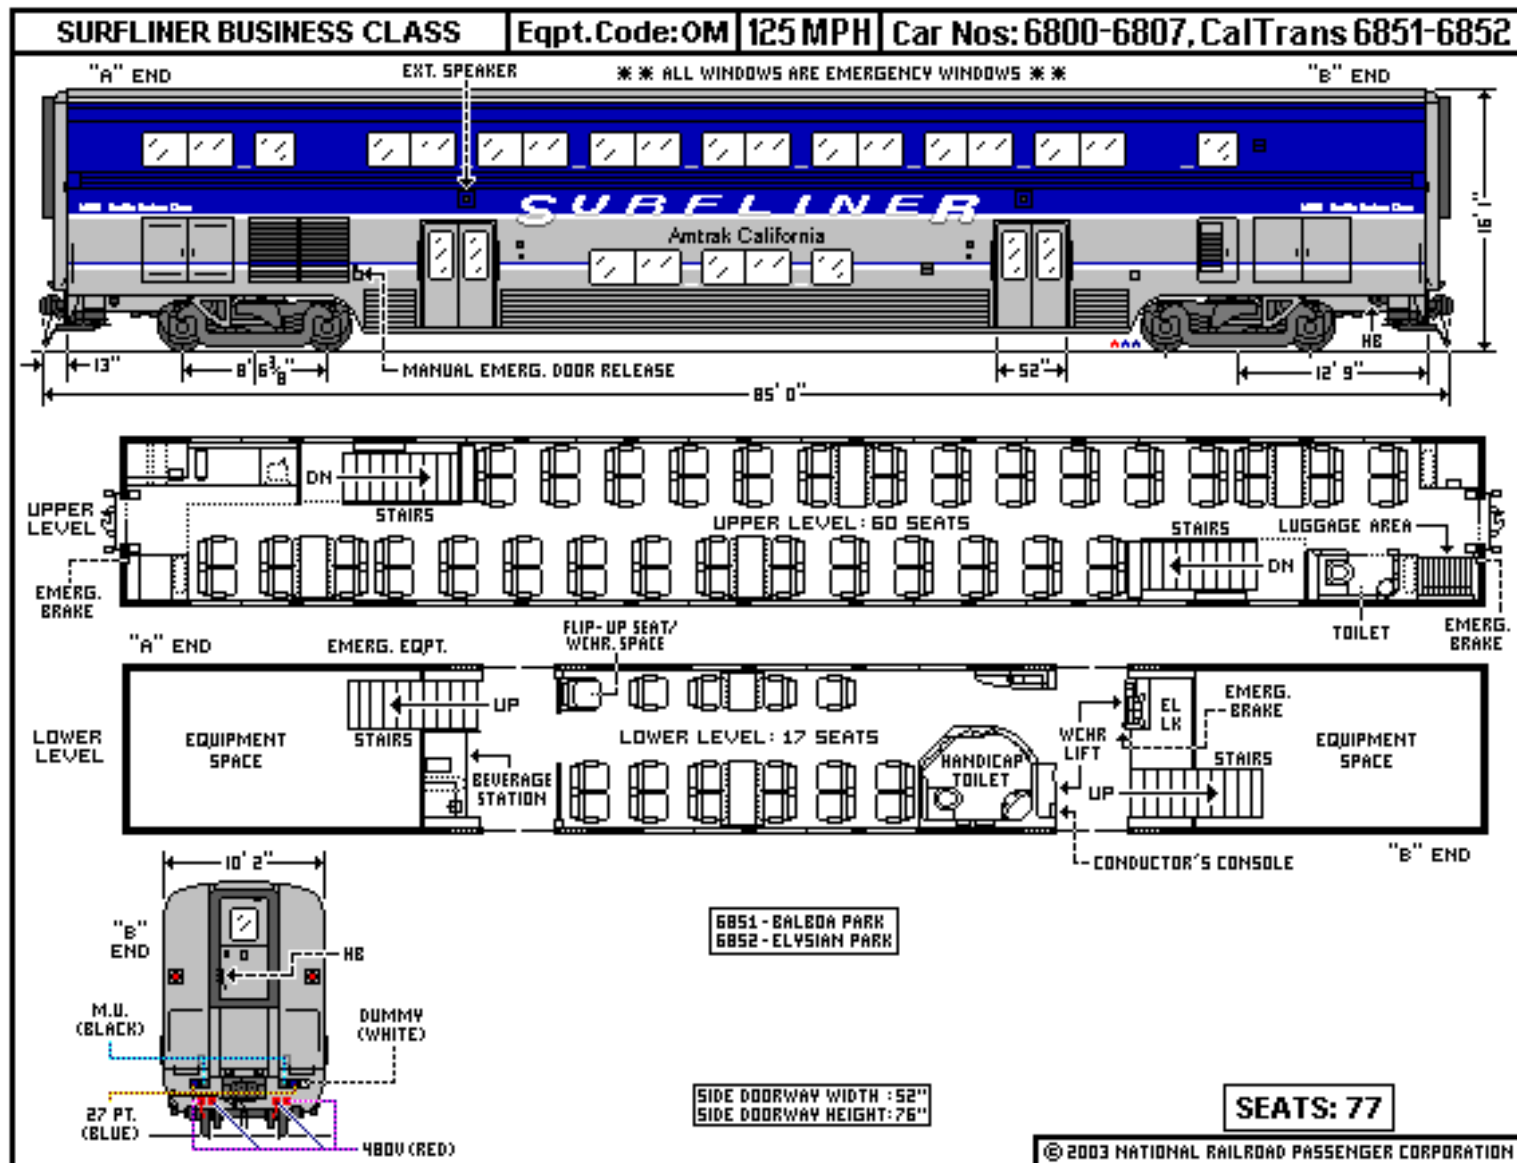 SURFLINER BUSINESS CLASS
Eqpt.Code:OM
125 MPH
Car Nos: 6800-6807, CalTrans 6851-6852
"A" END
EXT. SPEAKER
** ALL WINDOWS ARE EMERGENCY WINDOWS **
"B" END
SURFLINER
Amtrak California
16' 1"
HB
13"
8' 6 3/8"
MANUAL EMERG. DOOR RELEASE
52"
12' 9"
85' 0"
UPPER
LEVEL
DN
STAIRS
UPPER LEVEL: 60 SEATS
STAIRS
LUGGAGE AREA
DN
EMERG.
BRAKE
TOILET
EMERG.
BRAKE
"A" END
EMERG. EQPT.
FLIP-UP SEAT/
WCHR. SPACE
LOWER
LEVEL
EQUIPMENT
SPACE
UP
STAIRS
BEVERAGE
STATION
LOWER LEVEL: 17 SEATS
HANDICAP
TOILET
WCHR
LIFT
EL
LK
EMERG.
BRAKE
UP
STAIRS
EQUIPMENT
SPACE
CONDUCTOR'S CONSOLE
"B" END
10' 2"
"B"
END
HB
M.U.
(BLACK)
DUMMY
(WHITE)
27 PT.
(BLUE)
480V (RED)
6851-BALBOA PARK
6852-ELYSIAN PARK
SIDE DOORWAY WIDTH :52"
SIDE DOORWAY HEIGHT:76"
SEATS: 77
© 2003 NATIONAL RAILROAD PASSENGER CORPORATION